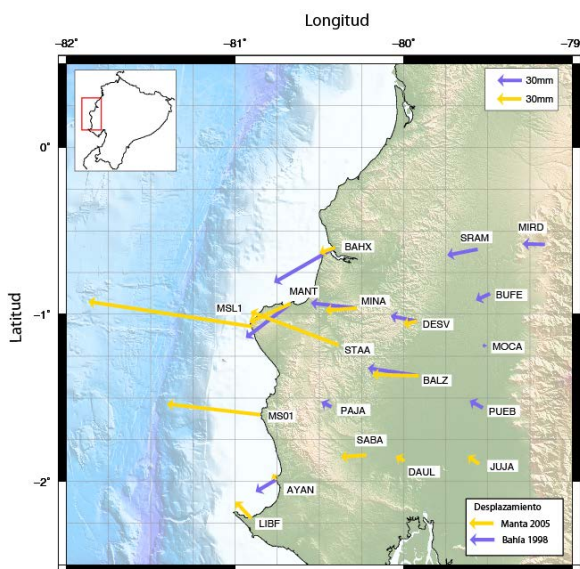 Longitud
−82° −81° −80° −79°
30mm
30mm
0°
MIRD
SRAM
BAHX
MANT
BUFE
MSL1
MINA
−1°
DESV
Latitud
STAA
MOCA
BALZ
PAJA
PUEB
MS01
SABA
DAUL
JUJA
−2°
AYAN
LIBF
Desplazamiento
Manta 2005
Bahía 1998